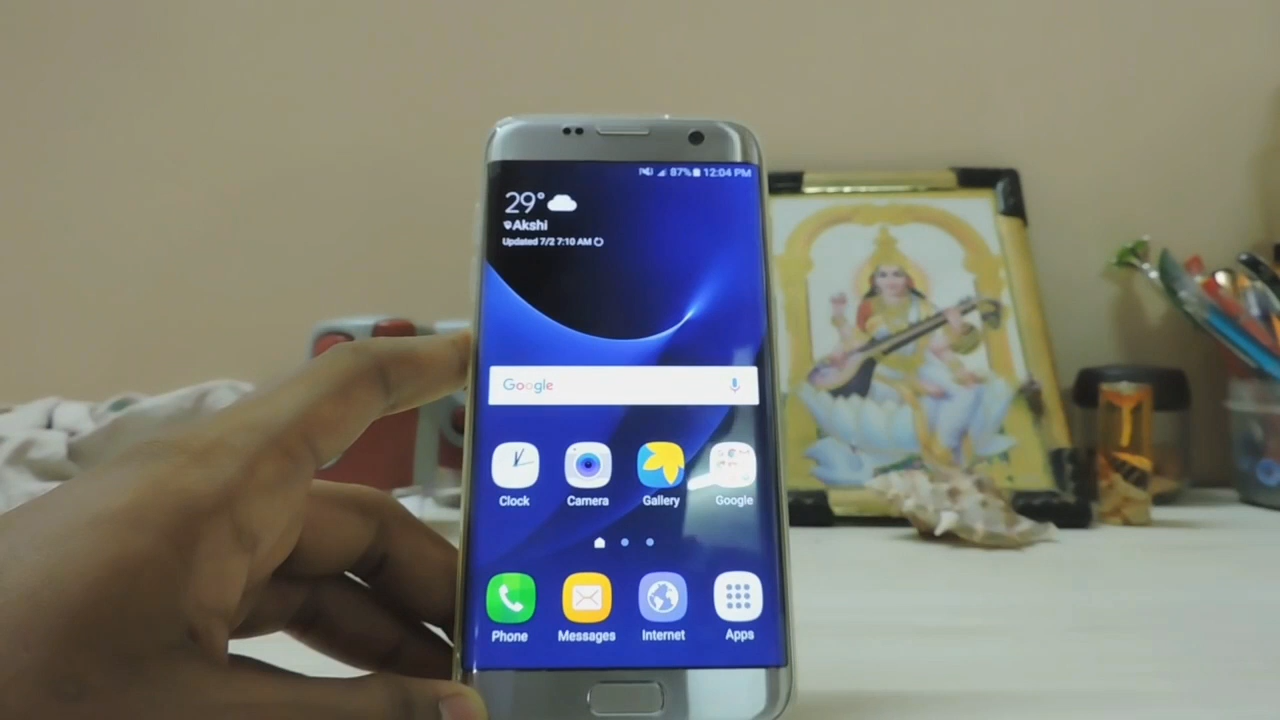 87% 12:04 PM
29°
Akshi
Updated 7/2 7:10 AM
Google
Clock Camera Gallery Google
Phone Messages Internet Apps